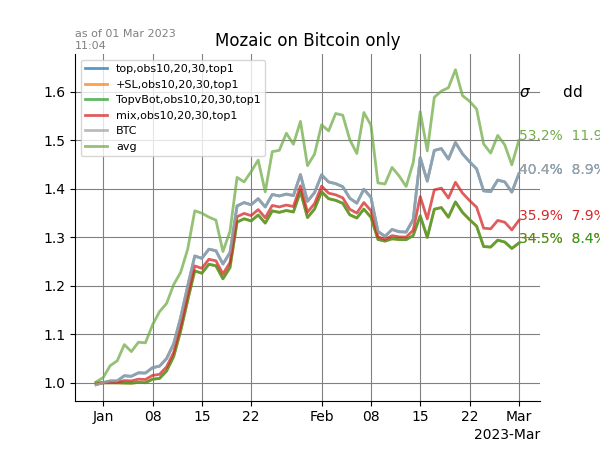 as of 01 Mar 2023
11:04
Mozaic on Bitcoin only
top,obs10,20,30,top1
+SL,obs10,20,30,top1
TopvBot,obs10,20,30,top1
mix,obs10,20,30,top1
BTC
avg
σ dd
53.2% 11.9
40.4% 8.9%
35.9% 7.9%
34.5% 8.4%
1.6
1.5
1.4
1.3
1.2
1.1
1.0
Jan 08 15 22 Feb 08 15 22 Mar
2023-Mar